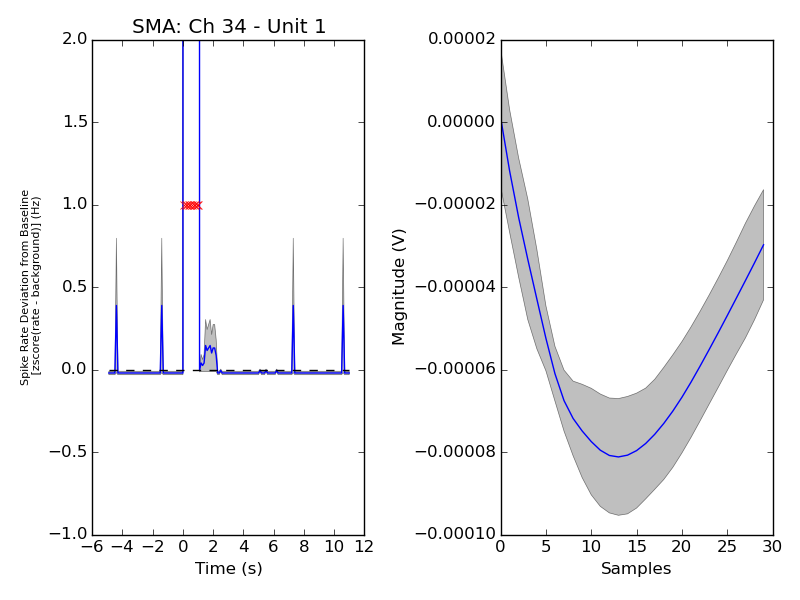 SMA: Ch 34 - Unit 1
2.0
1.5
1.0
0.5
0.0
−0.5
−1.0
−6 −4 −2 0 2 4 6 8 10 12
Time (s)
Spike Rate Deviation from Baseline
[zscore(rate - background)] (Hz)
0.00002
0.00000
−0.00002
−0.00004
−0.00006
−0.00008
−0.00010
0 5 10 15 20 25 30
Samples
Magnitude (V)